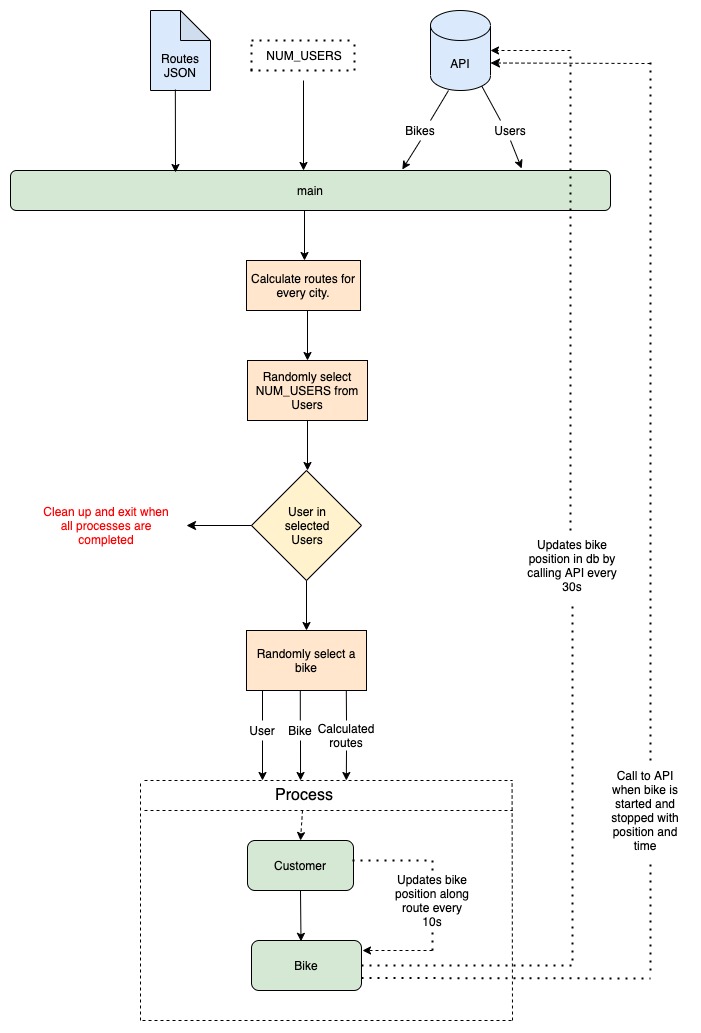 Routes
JSON
NUM_USERS
API
Bikes
Users
main
Calculate routes for
every city.
Randomly select
NUM_USERS from
Users
User in
selected
Users
Clean up and exit when
all processes are
completed
Updates bike
position in db by
calling API every
30s
Randomly select a
bike
User
Bike
Calculated
routes
Process
Call to API
when bike is
started and
stopped with
position and
time
Customer
Updates bike
position along
route every
10s
Bike